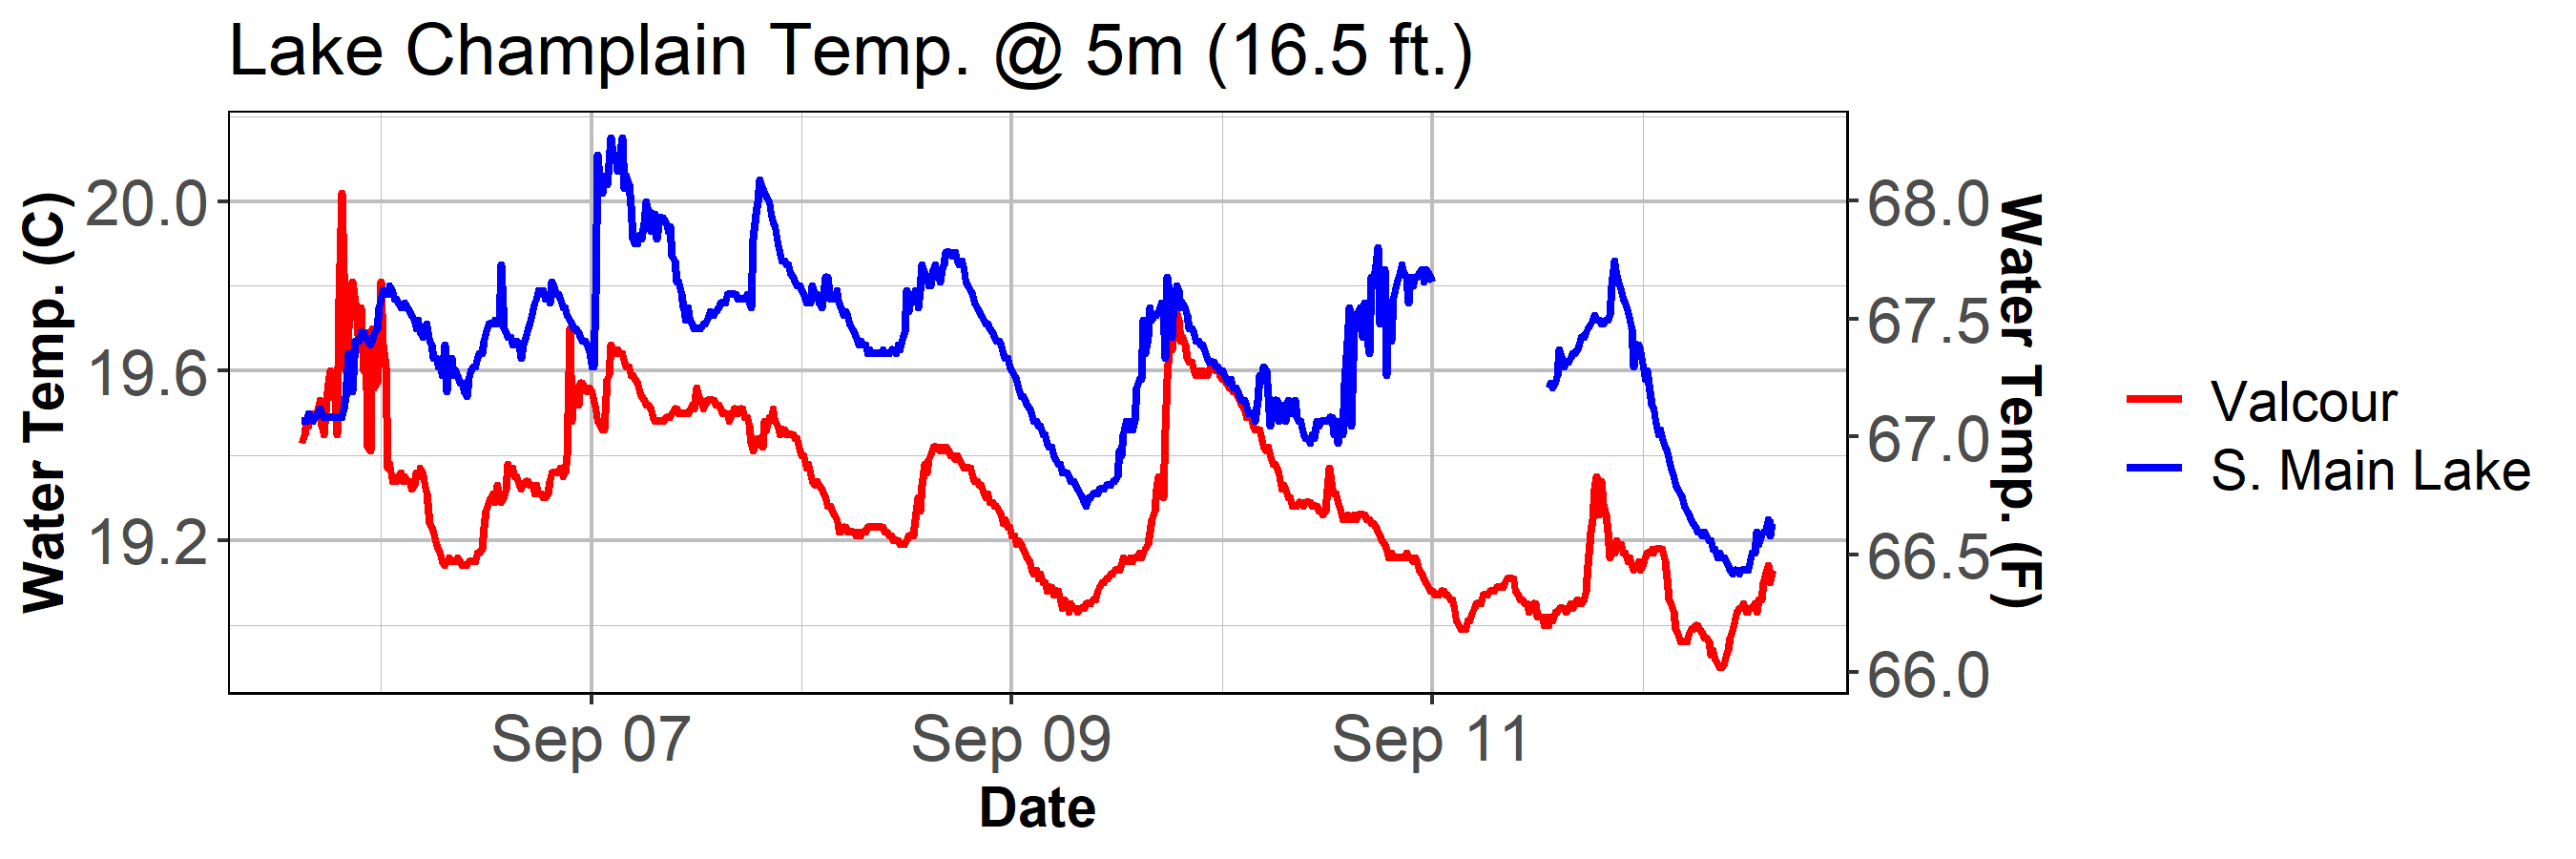 Lake Champlain Temp. @ 5m (16.5 ft.)
Water Temp. (C)
20.0
19.6
19.2
68.0
67.5
67.0
66.5
66.0
Water Temp. (F)
Sep 07
Sep 09
Sep 11
Date
Valcour
S. Main Lake